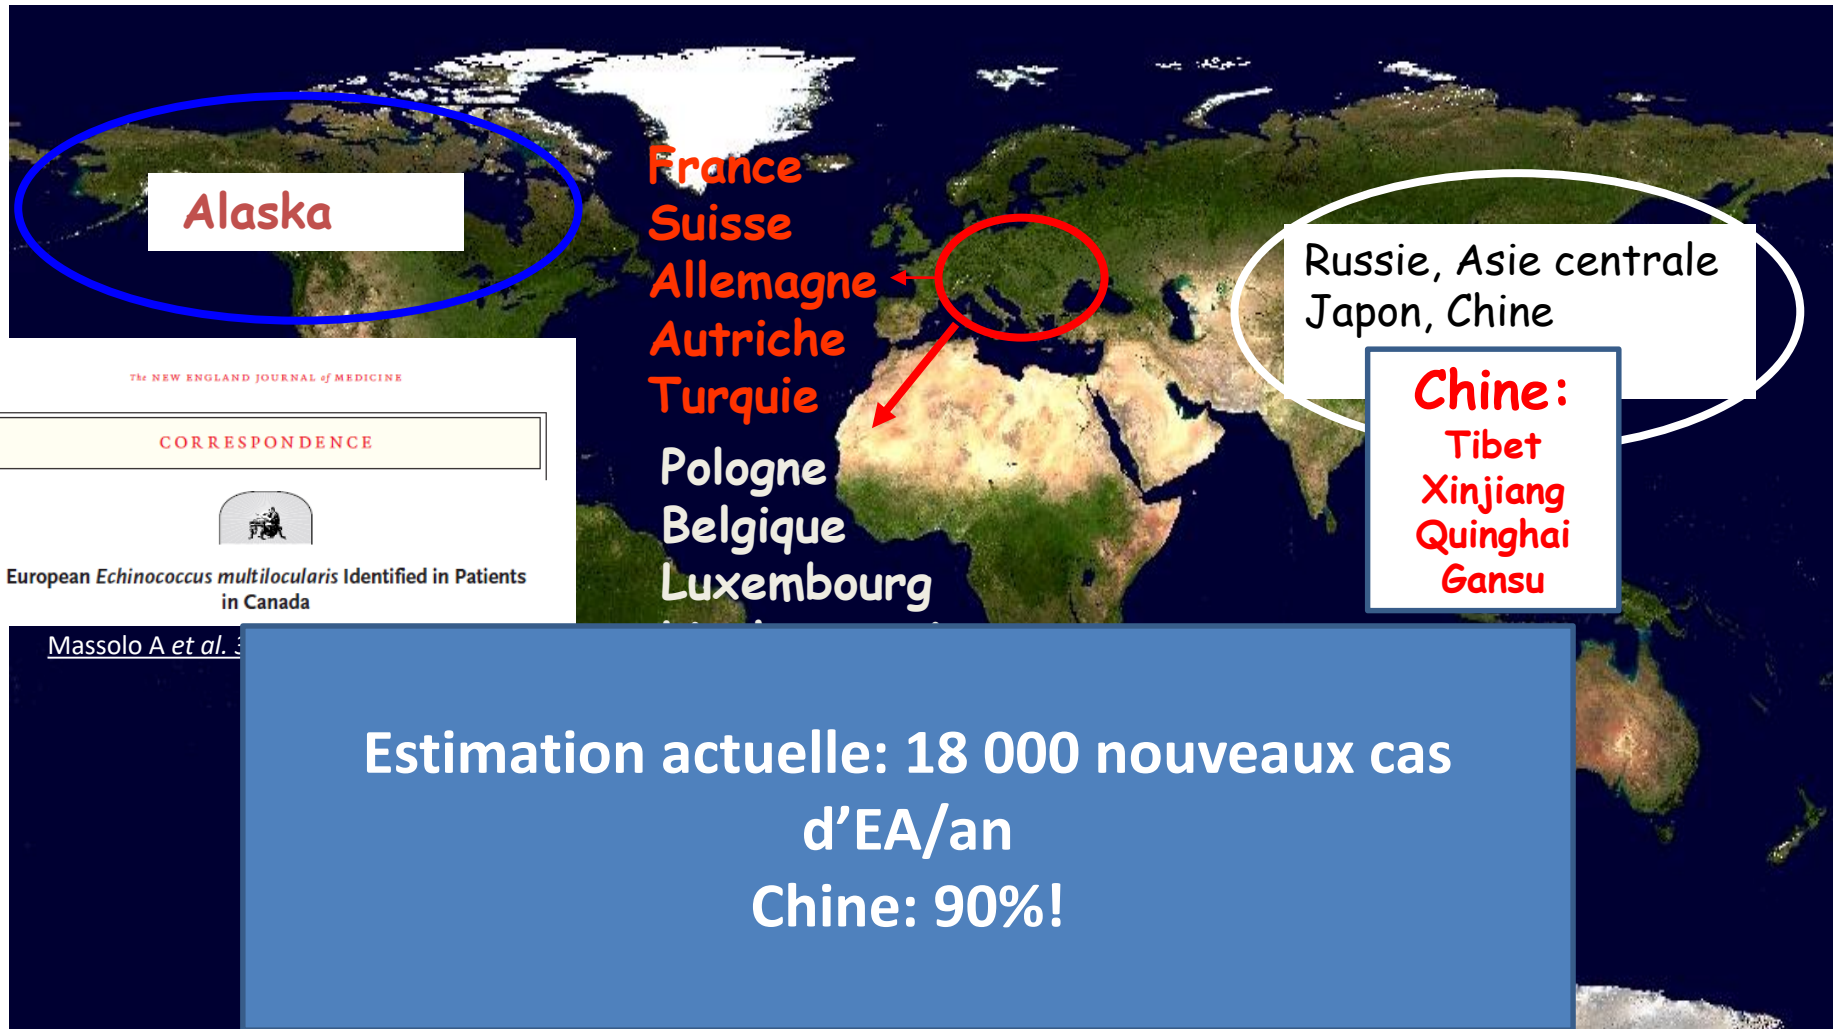 Alaska
France
Suisse
Allemagne
Autriche
Turquie
Pologne
Belgique
Luxembourg
Russie, Asie centrale
Japon, Chine
Chine:
Tibet
Xinjiang
Quinghai
Gansu
The NEW ENGLAND JOURNAL of MEDICINE
CORRESPONDENCE
European Echinococcus multilocularis Identified in Patients
in Canada
Massolo A et al.
Estimation actuelle: 18 000 nouveaux cas
d’EA/an
Chine: 90%!